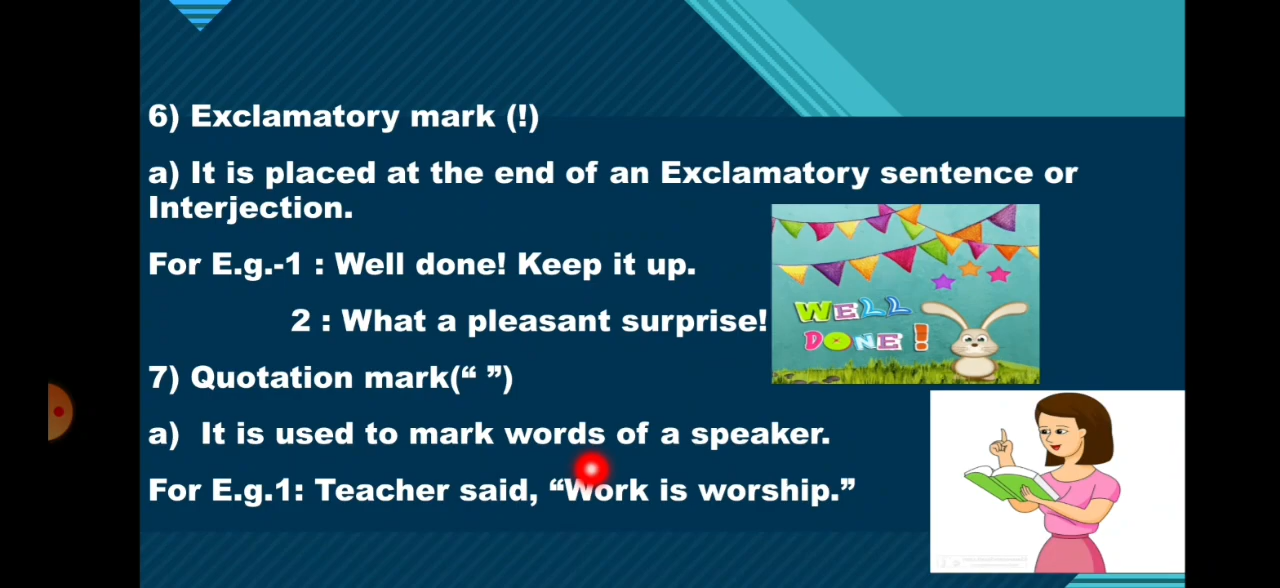 6) Exclamatory mark (!)
a) It is placed at the end of an Exclamatory sentence or
Interjection.
For E.g.-1 : Well done! Keep it up.
2 : What a pleasant surprise!
WELL
DONE!
7) Quotation mark(“ ”)
a)  It is used to mark words of a speaker.
For E.g.1: Teacher said, “Work is worship.”